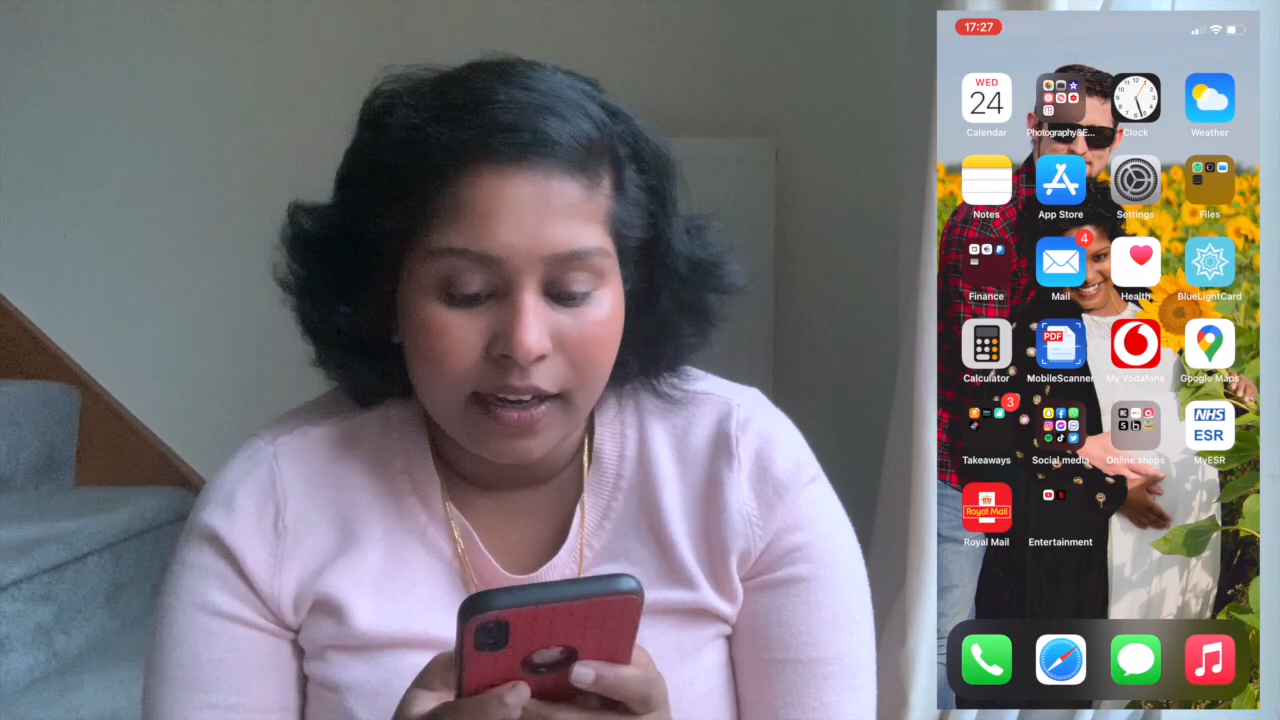 17:27
WED
24
Calendar
Photography&E...
Clock
Weather
Notes
App Store
Settings
Files
4
Finance
Mail
Health
BlueLightCard
PDF
Calculator
MobileScanner
My Vodafone
Google Maps
3
NHS
ESR
Takeaways
Social media
Online shops
MyESR
Royal Mail
Royal Mail
Entertainment